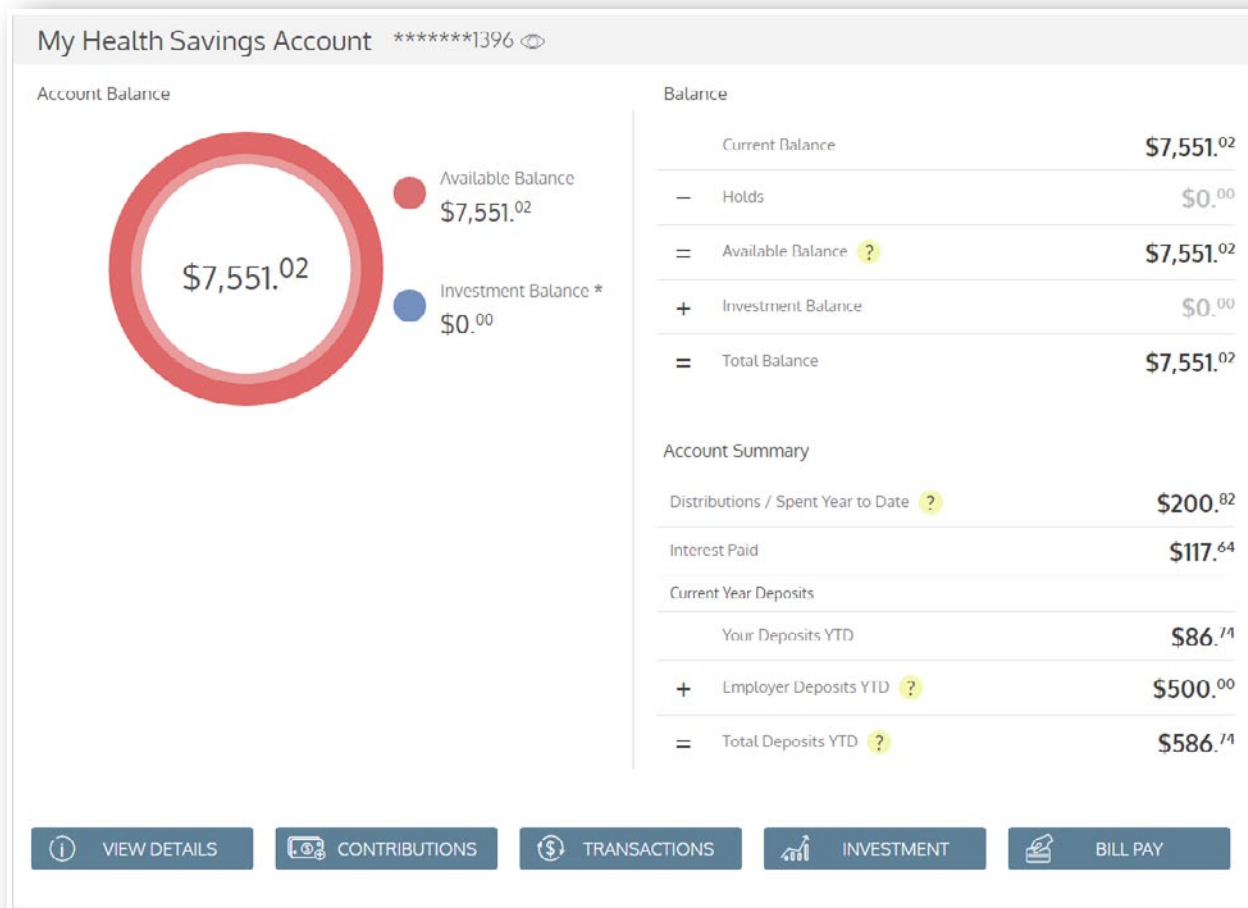 My Health Savings Account *******1396
Account Balance
$7,551.02
Available Balance
$7,551.02
Investment Balance *
$0.00
Balance
Current Balance $7,551.02
− Holds $0.00
= Available Balance ? $7,551.02
+ Investment Balance $0.00
= Total Balance $7,551.02
Account Summary
Distributions / Spent Year to Date ? $200.82
Interest Paid $117.64
Current Year Deposits
Your Deposits YTD $86.74
+ Employer Deposits YTD ? $500.00
= Total Deposits YTD ? $586.74
VIEW DETAILS CONTRIBUTIONS TRANSACTIONS INVESTMENT BILL PAY